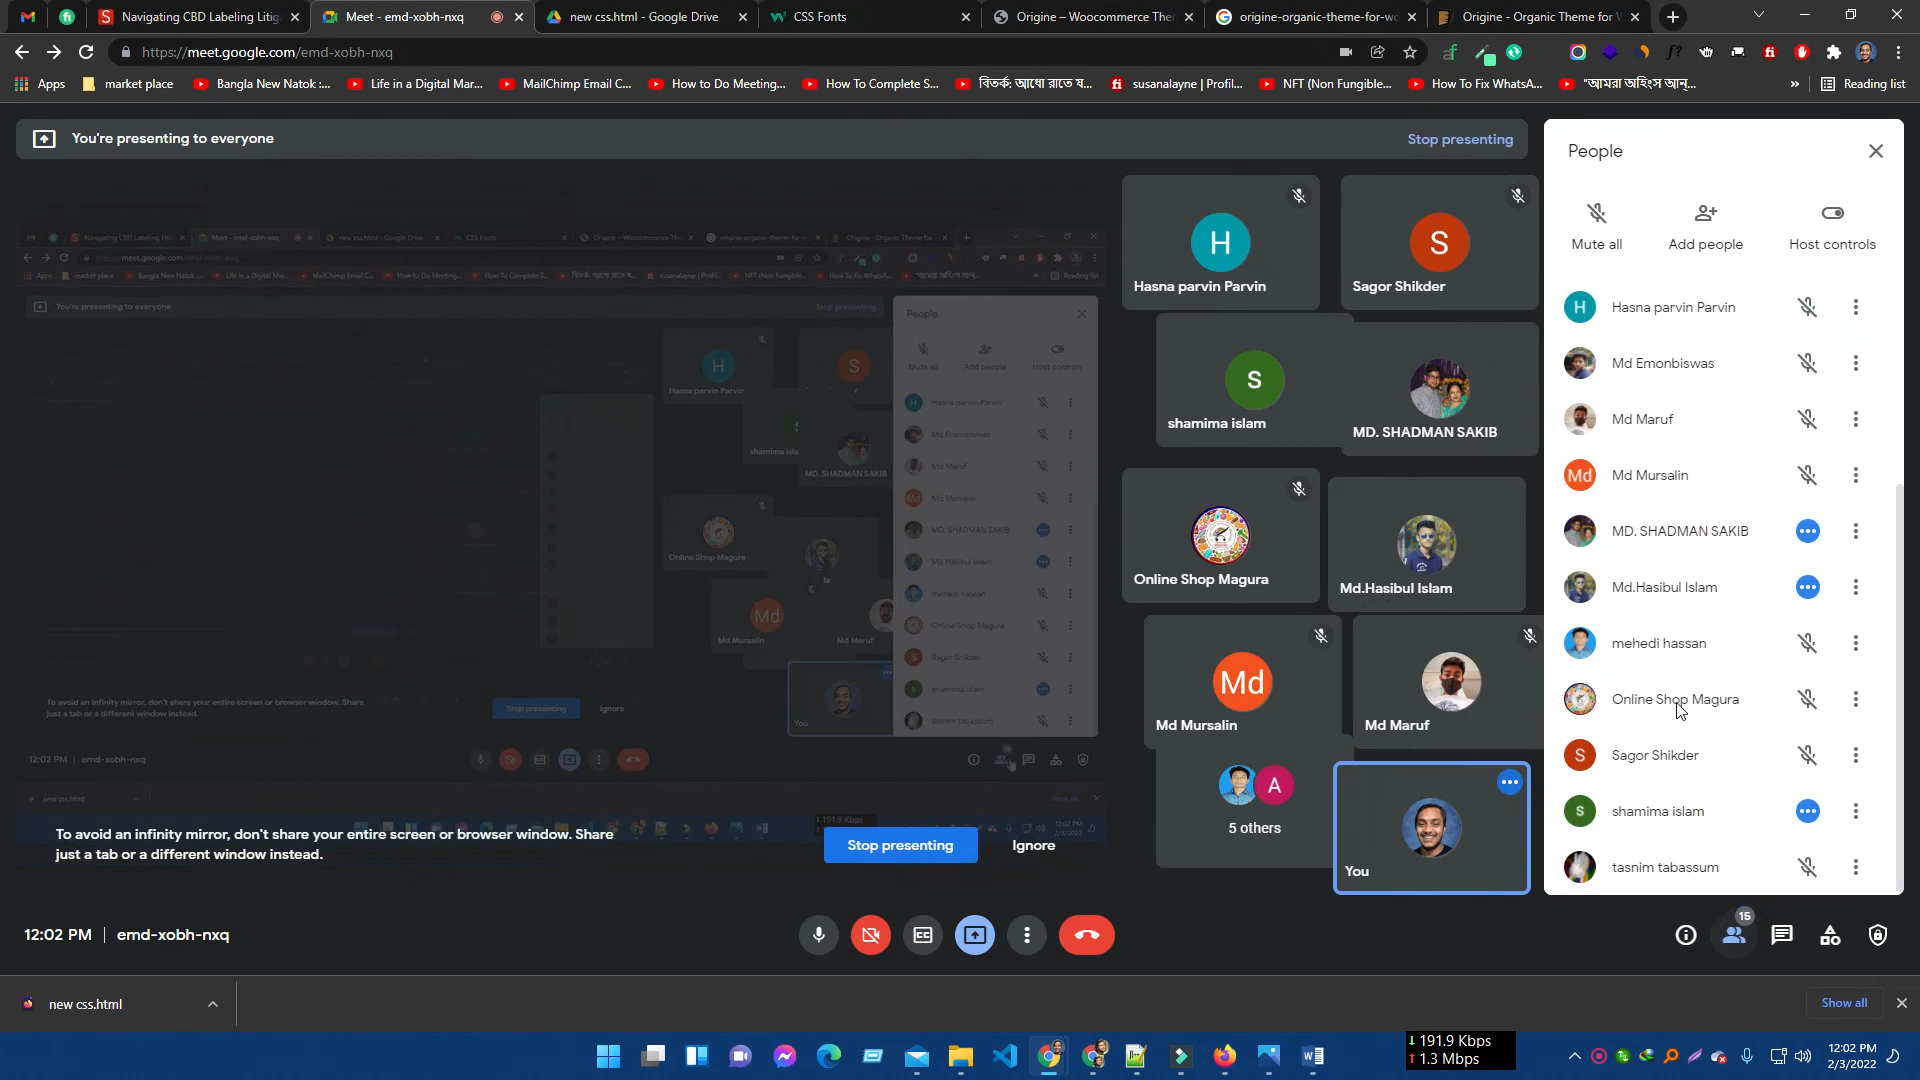 Navigating CBD Labeling Litig
Meet - emd-xobh-nxq
new css.html - Google Drive
CSS Fonts
Origine – Woocommerce The
origine-organic-theme-for-wo
Origine - Organic Theme for W
https://meet.google.com/emd-xobh-nxq
Apps
market place
Bangla New Natok :...
Life in a Digital Mar...
MailChimp Email C...
How to Do Meeting...
How To Complete S...
বিতর্ক: আধো রাতে য...
susanalayne | Profil...
NFT (Non Fungible...
How To Fix WhatsA...
"আমরা অহিংস আন্...
Reading list
You're presenting to everyone
Stop presenting
Hasna parvin Parvin
Sagor Shikder
shamima islam
MD. SHADMAN SAKIB
Online Shop Magura
Md.Hasibul Islam
Md Mursalin
Md Maruf
5 others
You
People
Mute all
Add people
Host controls
Hasna parvin Parvin
Md Emonbiswas
Md Maruf
Md Mursalin
MD. SHADMAN SAKIB
Md.Hasibul Islam
mehedi hassan
Online Shop Magura
Sagor Shikder
shamima islam
tasnim tabassum
To avoid an infinity mirror, don't share your entire screen or browser window. Share
just a tab or a different window instead.
Stop presenting
Ignore
12:02 PM | emd-xobh-nxq
15
new css.html
Show all
191.9 Kbps
1.3 Mbps
12:02 PM
2/3/2022